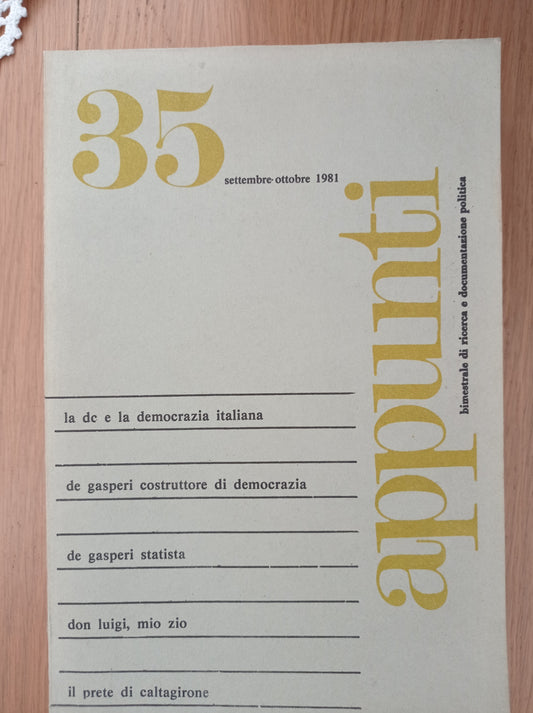 35
settembre-ottobre 1981
appunti
bimestrale di ricerca e documentazione politica
la dc e la democrazia italiana
de gasperi costruttore di democrazia
de gasperi statista
don luigi, mio zio
il prete di caltagirone